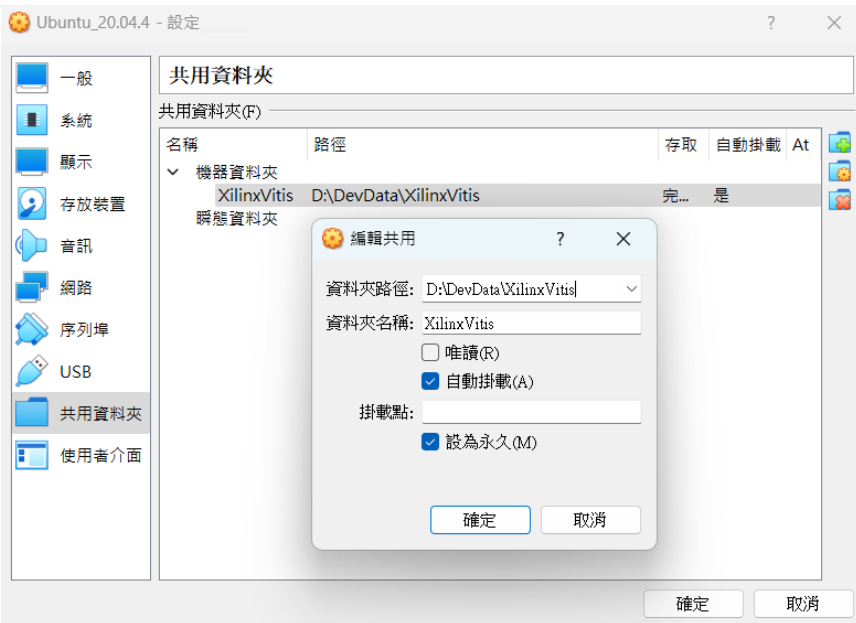 Ubuntu_20.04.4 - 設定 ?
一般
系統
顯示
存放裝置
音訊
網路
序列埠
USB
共用資料夾
使用者介面
共用資料夾
共用資料夾(F)
名稱 路徑 存取 自動掛載 At
機器資料夾
XilinxVitis D:\DevData\XilinxVitis 完... 是
瞬態資料夾
編輯共用 ?
資料夾路徑: D:\DevData\XilinxVitis
資料夾名稱: XilinxVitis
唯讀(R)
自動掛載(A)
掛載點:
設為永久(M)
確定 取消
確定 取消